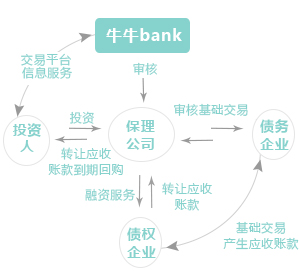 牛牛bank
交易平台
信息服务
审核
投资
审核基础交易
投资
人
保理
公司
债务
企业
转让应收
账款到期回购
融资服务
转让应收
账款
债权
企业
基础交易
产生应收账款